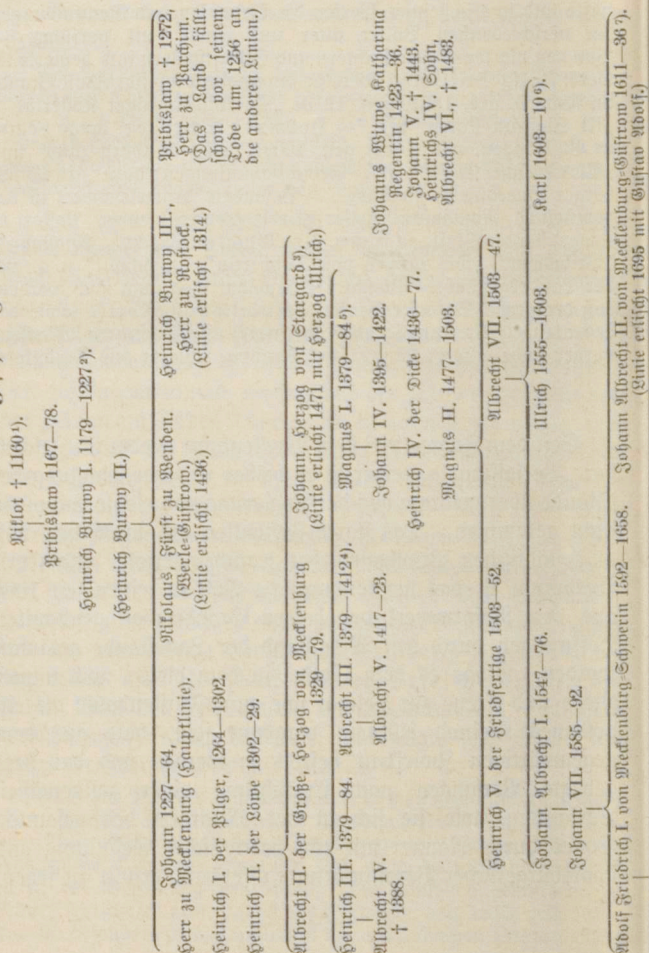 Niklot † 1160¹).
Pribislaw 1167—78.
Heinrich Burwy I. 1179—1227²).
(Heinrich Burwy II.)
Johann 1227—64,
Herr zu Mecklenburg (Hauptlinie).
Nikolaus, Fürst zu Wenden.
(Werle-Güstrow.)
(Linie erlischt 1436.)
Heinrich Burwy III.,
Herr zu Rostock.
(Linie erlischt 1314.)
Pribislaw † 1272,
Herr zu Parchim.
(Das Land fällt
schon vor seinem
Tode um 1256 an
die anderen Linien.)
Heinrich I. der Pilger, 1264—1302.
Heinrich II. der Löwe 1302—29.
Albrecht II. der Große, Herzog von Mecklenburg
1329—79.
Johann, Herzog von Stargard³).
(Linie erlischt 1471 mit Herzog Ulrich.)
Heinrich III. 1379—84.
Albrecht III. 1379—1412⁴).
Magnus I. 1379—84⁵).
Albrecht IV.
† 1388.
Albrecht V. 1417—23.
Johann IV. 1395—1422.
Johanns Witwe Katharina
Regentin 1423—36.
Johann V. † 1443.
Heinrichs IV. Sohn,
Albrecht VI., † 1483.
Heinrich IV. der Dicke 1436—77.
Magnus II. 1477—1503.
Heinrich V. der Friedfertige 1503—52.
Albrecht VII. 1503—47.
Johann Albrecht I. 1547—76.
Ulrich 1555—1603.
Karl 1603—10⁶).
Johann VII. 1585—92.
Adolf Friedrich I. von Mecklenburg-Schwerin 1592—1658.
Johann Albrecht II. von Mecklenburg-Güstrow 1611—36⁷).
(Linie erlischt 1695 mit Gustav Adolf.)